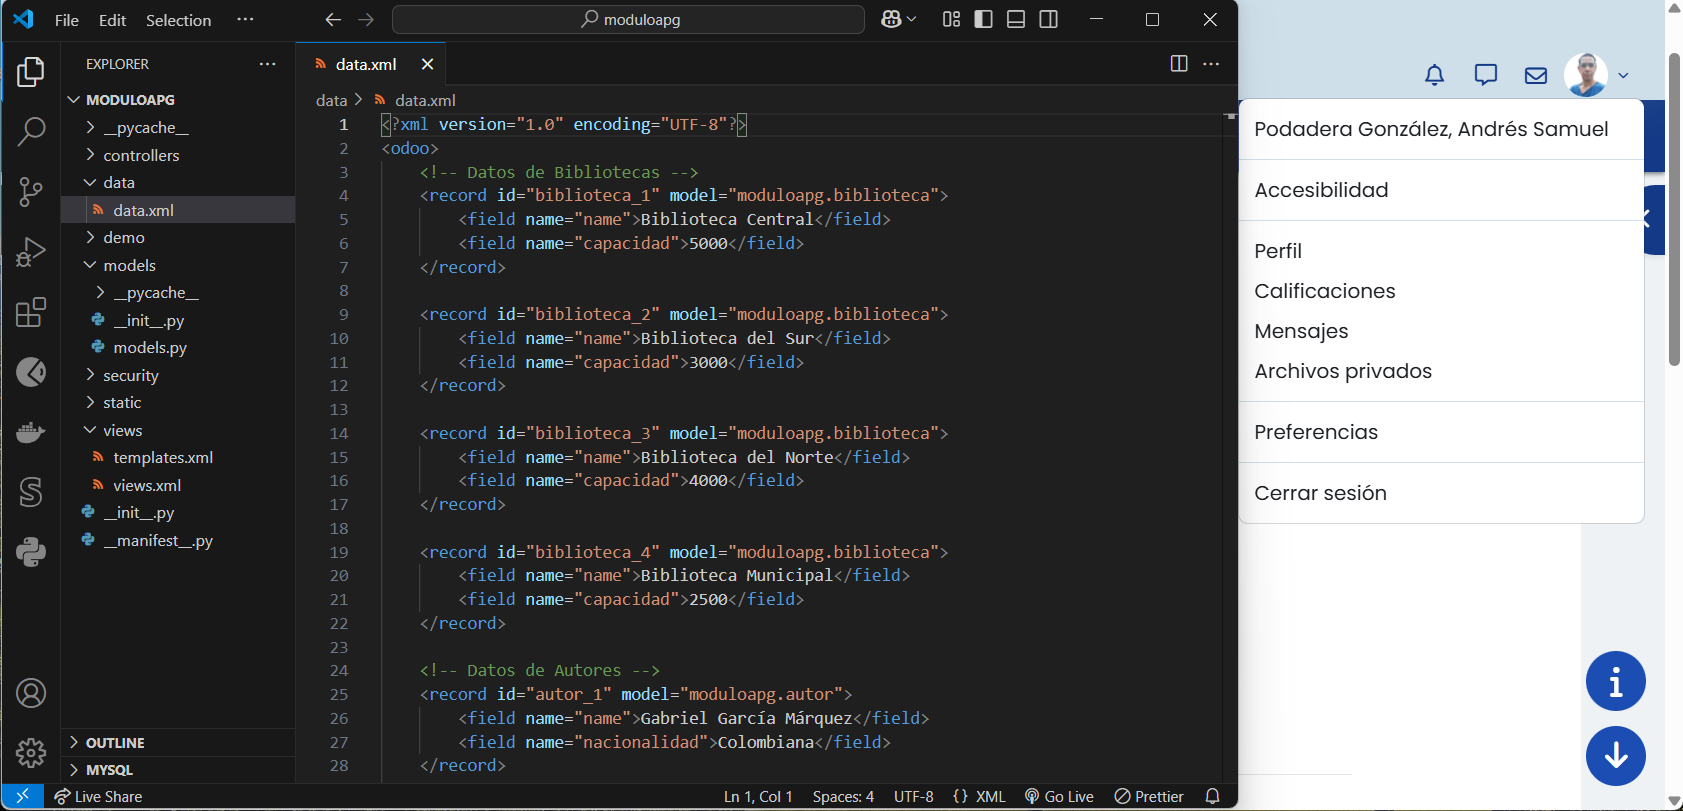 File Edit Selection ···
moduloapg
EXPLORER ···
MODULOAPG
__pycache__
controllers
data
data.xml
demo
models
__pycache__
__init__.py
models.py
security
static
views
templates.xml
views.xml
__init__.py
__manifest__.py
OUTLINE
MYSQL
data.xml
data > data.xml
1 <?xml version="1.0" encoding="UTF-8"?>
2 <odoo>
3 <!-- Datos de Bibliotecas -->
4 <record id="biblioteca_1" model="moduloapg.biblioteca">
5 <field name="name">Biblioteca Central</field>
6 <field name="capacidad">5000</field>
7 </record>
8
9 <record id="biblioteca_2" model="moduloapg.biblioteca">
10 <field name="name">Biblioteca del Sur</field>
11 <field name="capacidad">3000</field>
12 </record>
13
14 <record id="biblioteca_3" model="moduloapg.biblioteca">
15 <field name="name">Biblioteca del Norte</field>
16 <field name="capacidad">4000</field>
17 </record>
18
19 <record id="biblioteca_4" model="moduloapg.biblioteca">
20 <field name="name">Biblioteca Municipal</field>
21 <field name="capacidad">2500</field>
22 </record>
23
24 <!-- Datos de Autores -->
25 <record id="autor_1" model="moduloapg.autor">
26 <field name="name">Gabriel García Márquez</field>
27 <field name="nacionalidad">Colombiana</field>
28 </record>
Live Share
Ln 1, Col 1 Spaces: 4 UTF-8 {} XML Go Live Prettier
Podadera González, Andrés Samuel
Accesibilidad
Perfil
Calificaciones
Mensajes
Archivos privados
Preferencias
Cerrar sesión